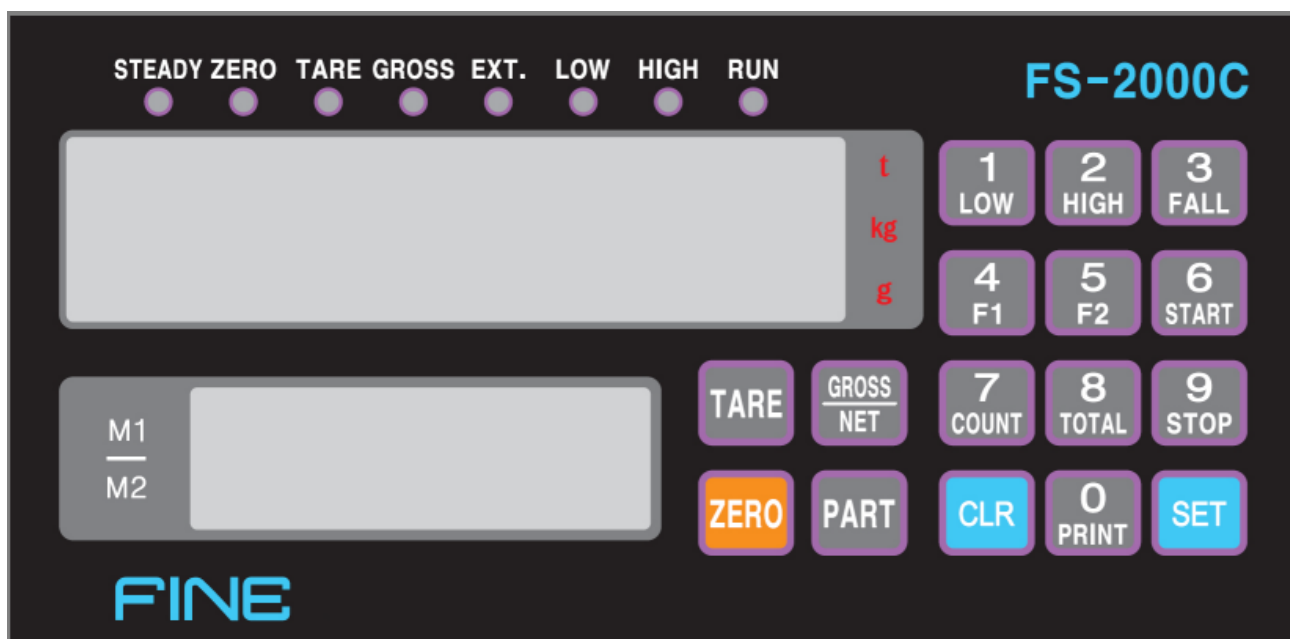 STEADY ZERO TARE GROSS EXT. LOW HIGH RUN
FS-2000C
t
kg
g
1 2 3
LOW HIGH FALL
4 5 6
F1 F2 START
M1
M2
TARE GROSS
NET
7 8 9
COUNT TOTAL STOP
ZERO PART
CLR 0 SET
PRINT
FINE